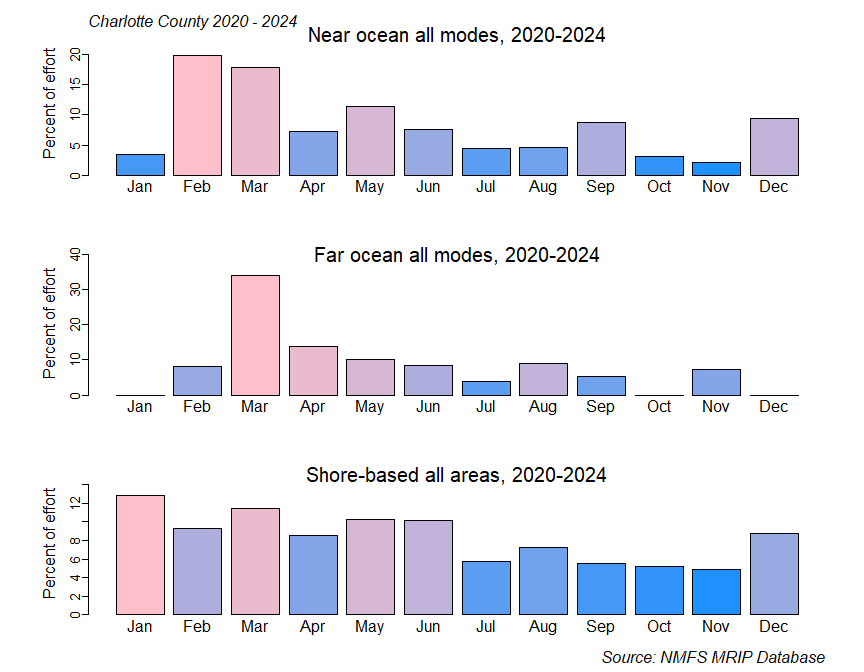 Charlotte County 2020 - 2024
Near ocean all modes, 2020-2024
Percent of effort
20
15
10
5
0
Jan Feb Mar Apr May Jun Jul Aug Sep Oct Nov Dec
Far ocean all modes, 2020-2024
Percent of effort
40
30
20
10
0
Jan Feb Mar Apr May Jun Jul Aug Sep Oct Nov Dec
Shore-based all areas, 2020-2024
Percent of effort
12
8
6
4
2
0
Jan Feb Mar Apr May Jun Jul Aug Sep Oct Nov Dec
Source: NMFS MRIP Database